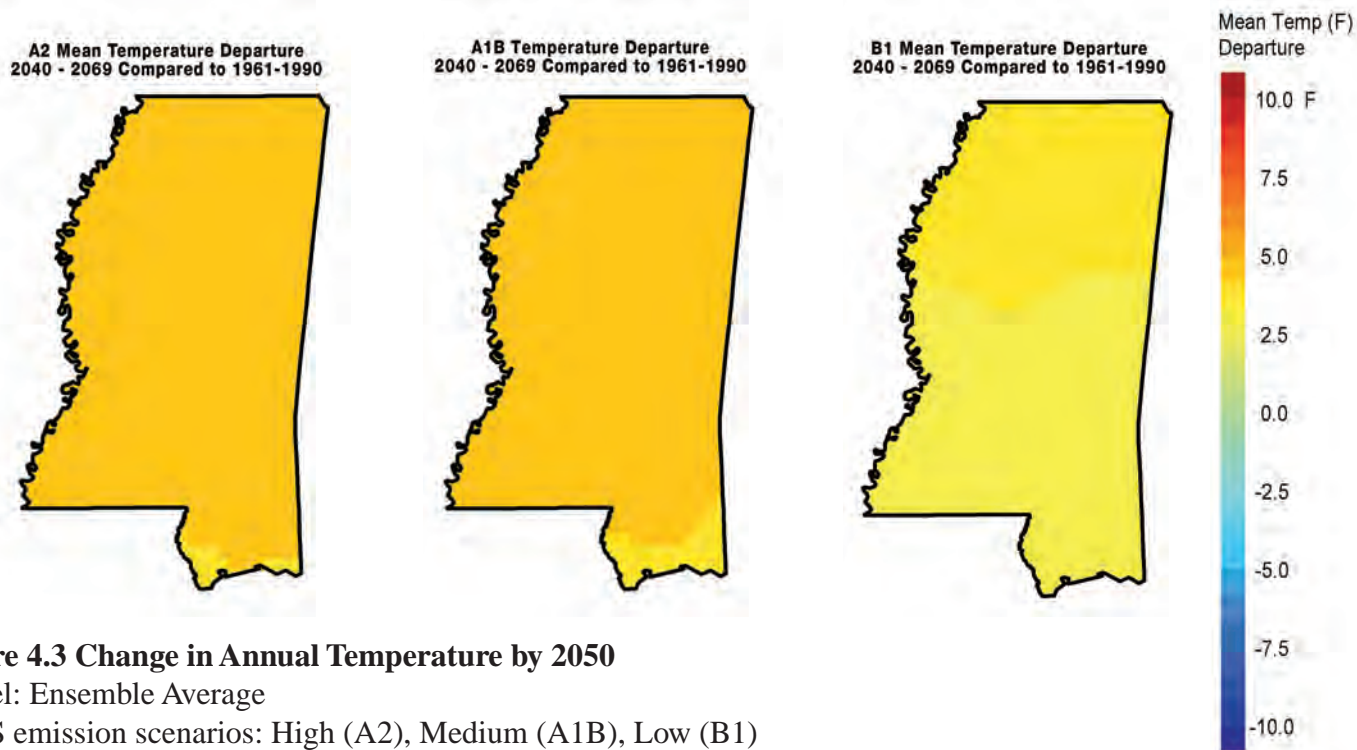 A2 Mean Temperature Departure
2040 - 2069 Compared to 1961-1990
A1B Temperature Departure
2040 - 2069 Compared to 1961-1990
B1 Mean Temperature Departure
2040 - 2069 Compared to 1961-1990
Mean Temp (F)
Departure
10.0 F
7.5
5.0
2.5
0.0
-2.5
-5.0
-7.5
-10.0
4.3 Change in Annual Temperature by 2050
Ensemble Average
emission scenarios: High (A2), Medium (A1B), Low (B1)